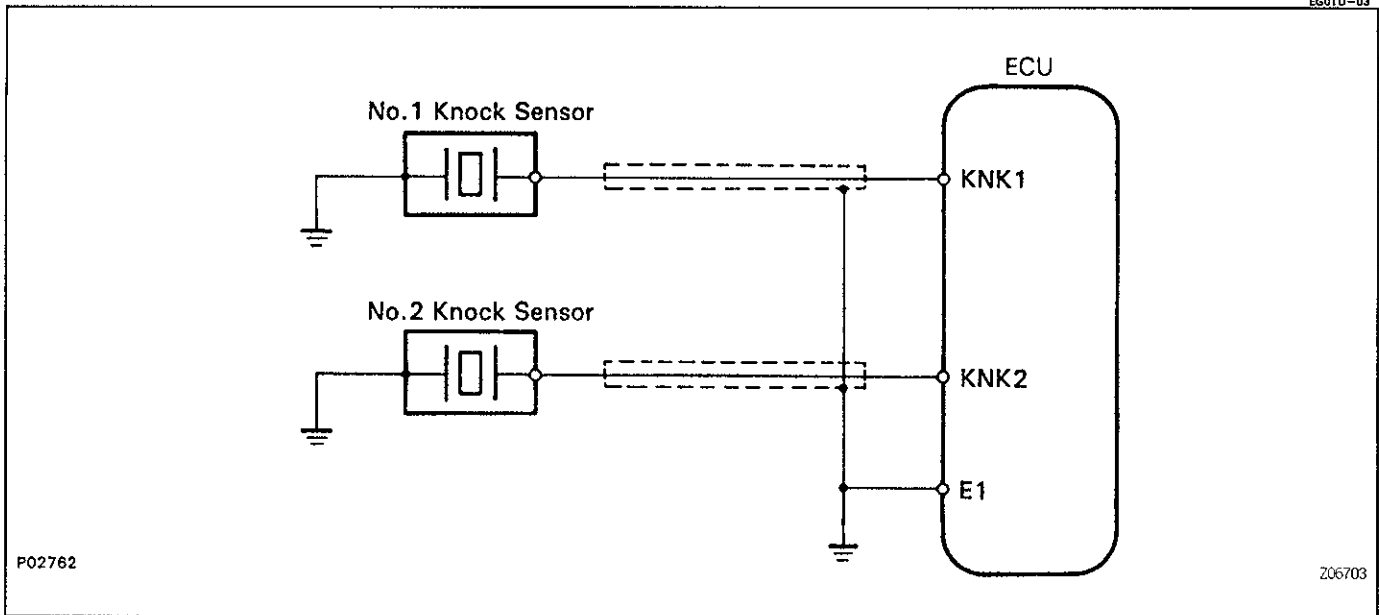 ECU
No.1 Knock Sensor
KNK1
No.2 Knock Sensor
KNK2
E1
P02762
Z06703